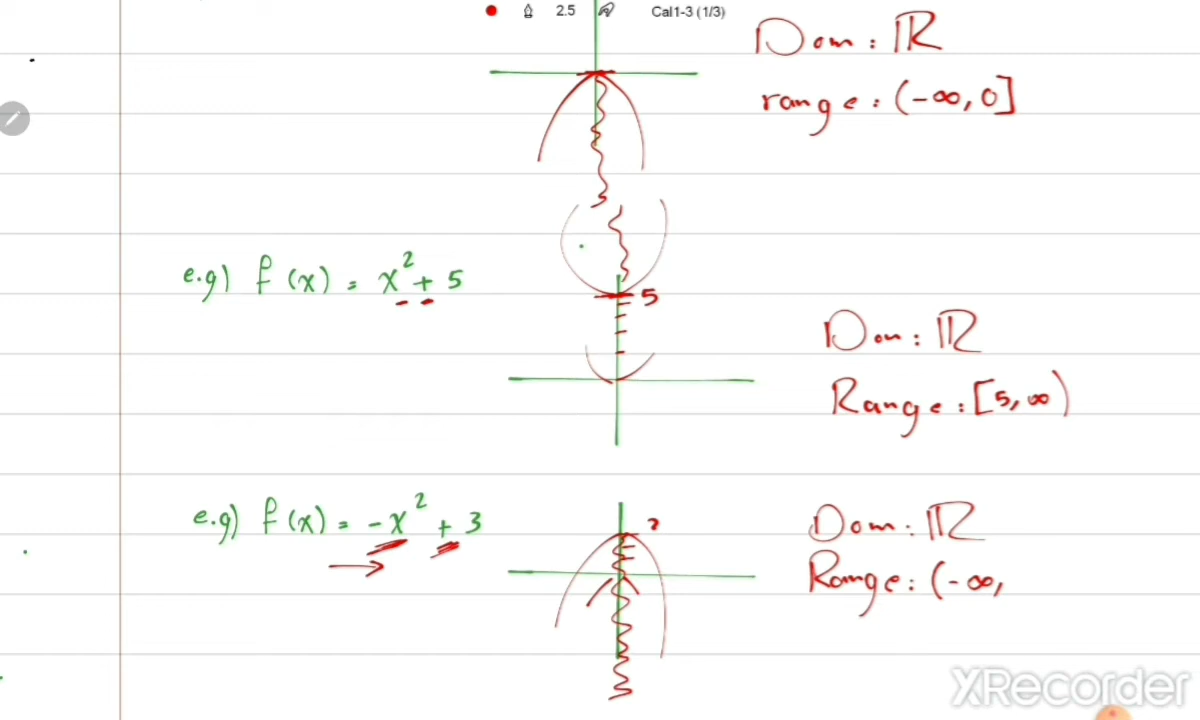 2.5 Cal1-3 (1/3)
Dom : ℝ
range : (-∞, 0]
e.g) f(x) = x² + 5
5
Dom : ℝ
Range : [5, ∞)
e.g) f(x) = -x² + 3
Dom : ℝ
Range : (-∞,
XRecorder